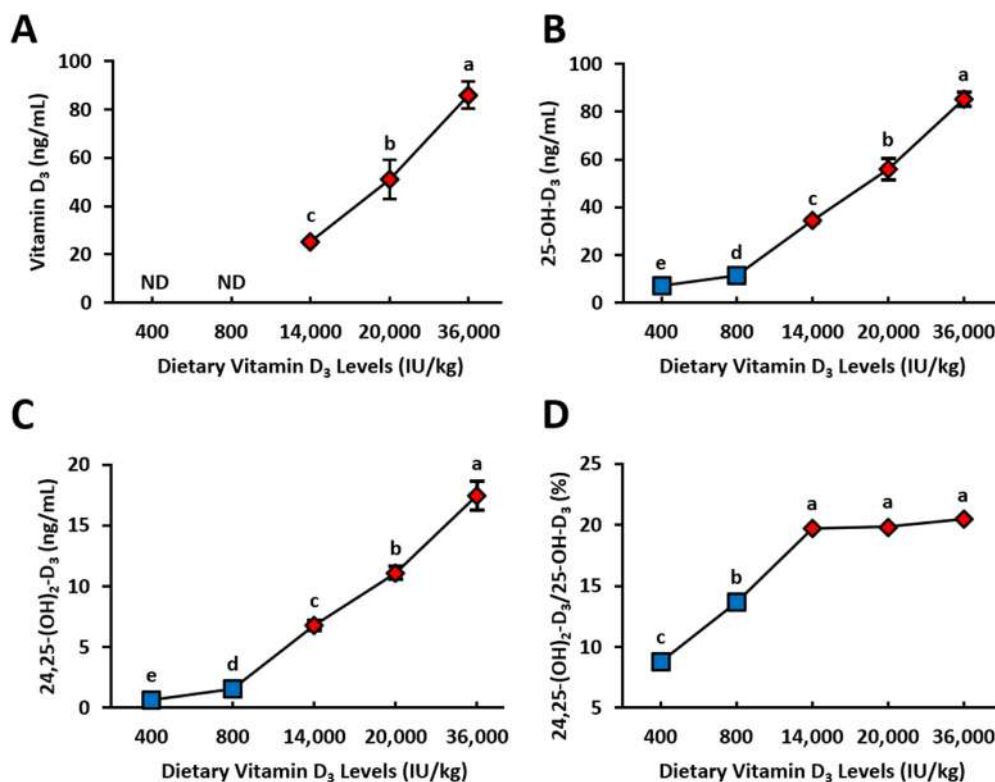 A
Vitamin D₃ (ng/mL)
100
80
60
40
20
0
ND
ND
c
b
a
400 800 14,000 20,000 36,000
Dietary Vitamin D₃ Levels (IU/kg)
B
25-OH-D₃ (ng/mL)
100
80
60
40
20
0
e
d
c
b
a
400 800 14,000 20,000 36,000
Dietary Vitamin D₃ Levels (IU/kg)
C
24,25-(OH)₂-D₃ (ng/mL)
20
15
10
5
0
e
d
c
b
a
400 800 14,000 20,000 36,000
Dietary Vitamin D₃ Levels (IU/kg)
D
24,25-(OH)₂-D₃/25-OH-D₃ (%)
25
20
15
10
5
c
b
a
a
a
400 800 14,000 20,000 36,000
Dietary Vitamin D₃ Levels (IU/kg)